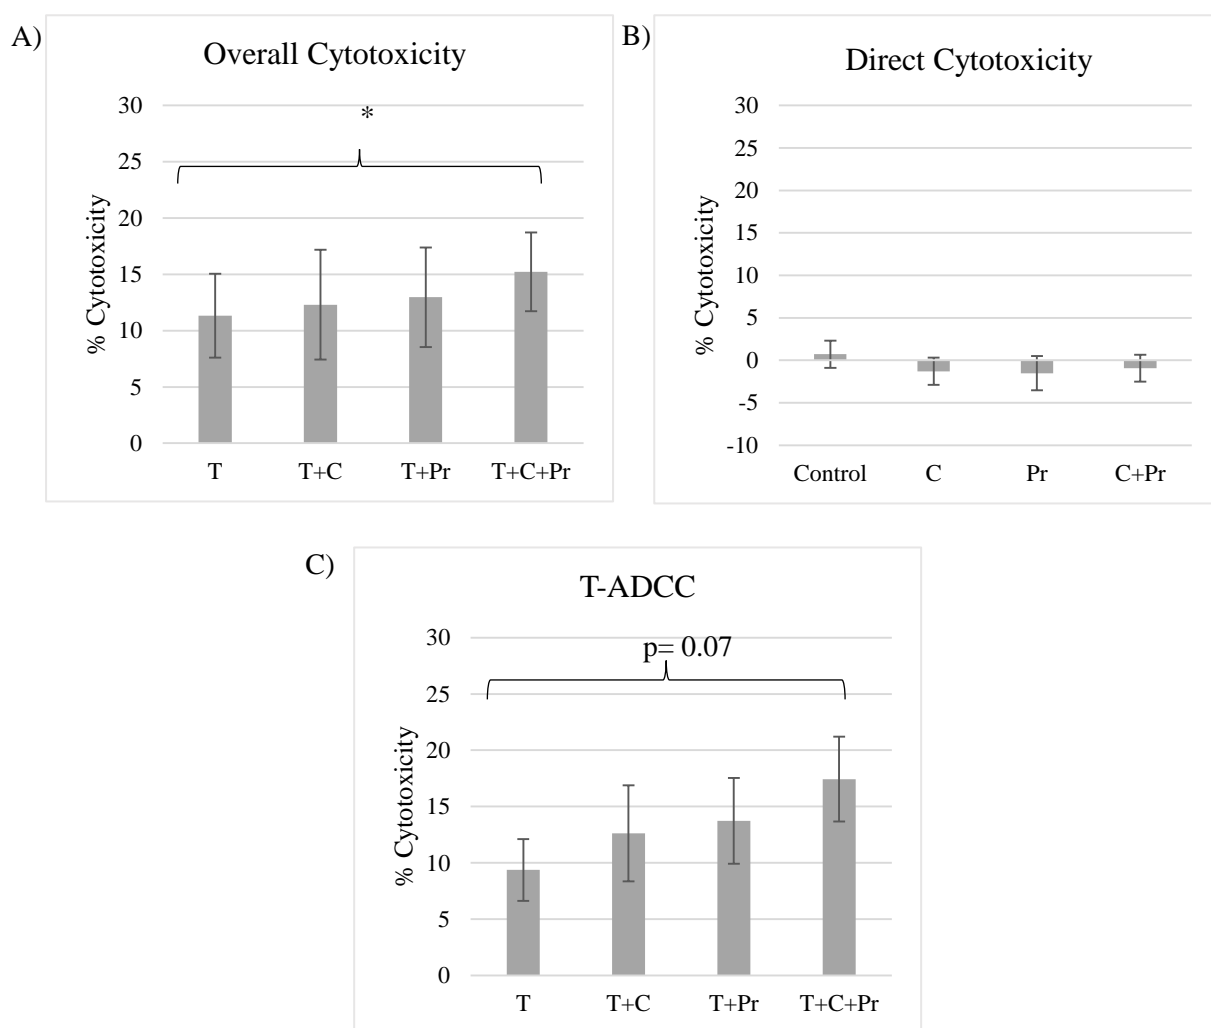 A)
Overall Cytotoxicity
% Cytotoxicity
30
25
20
15
10
5
0
*
T T+C T+Pr T+C+Pr
B)
Direct Cytotoxicity
% Cytotoxicity
30
25
20
15
10
5
0
-5
-10
Control C Pr C+Pr
C)
T-ADCC
% Cytotoxicity
30
25
20
15
10
5
0
p= 0.07
T T+C T+Pr T+C+Pr